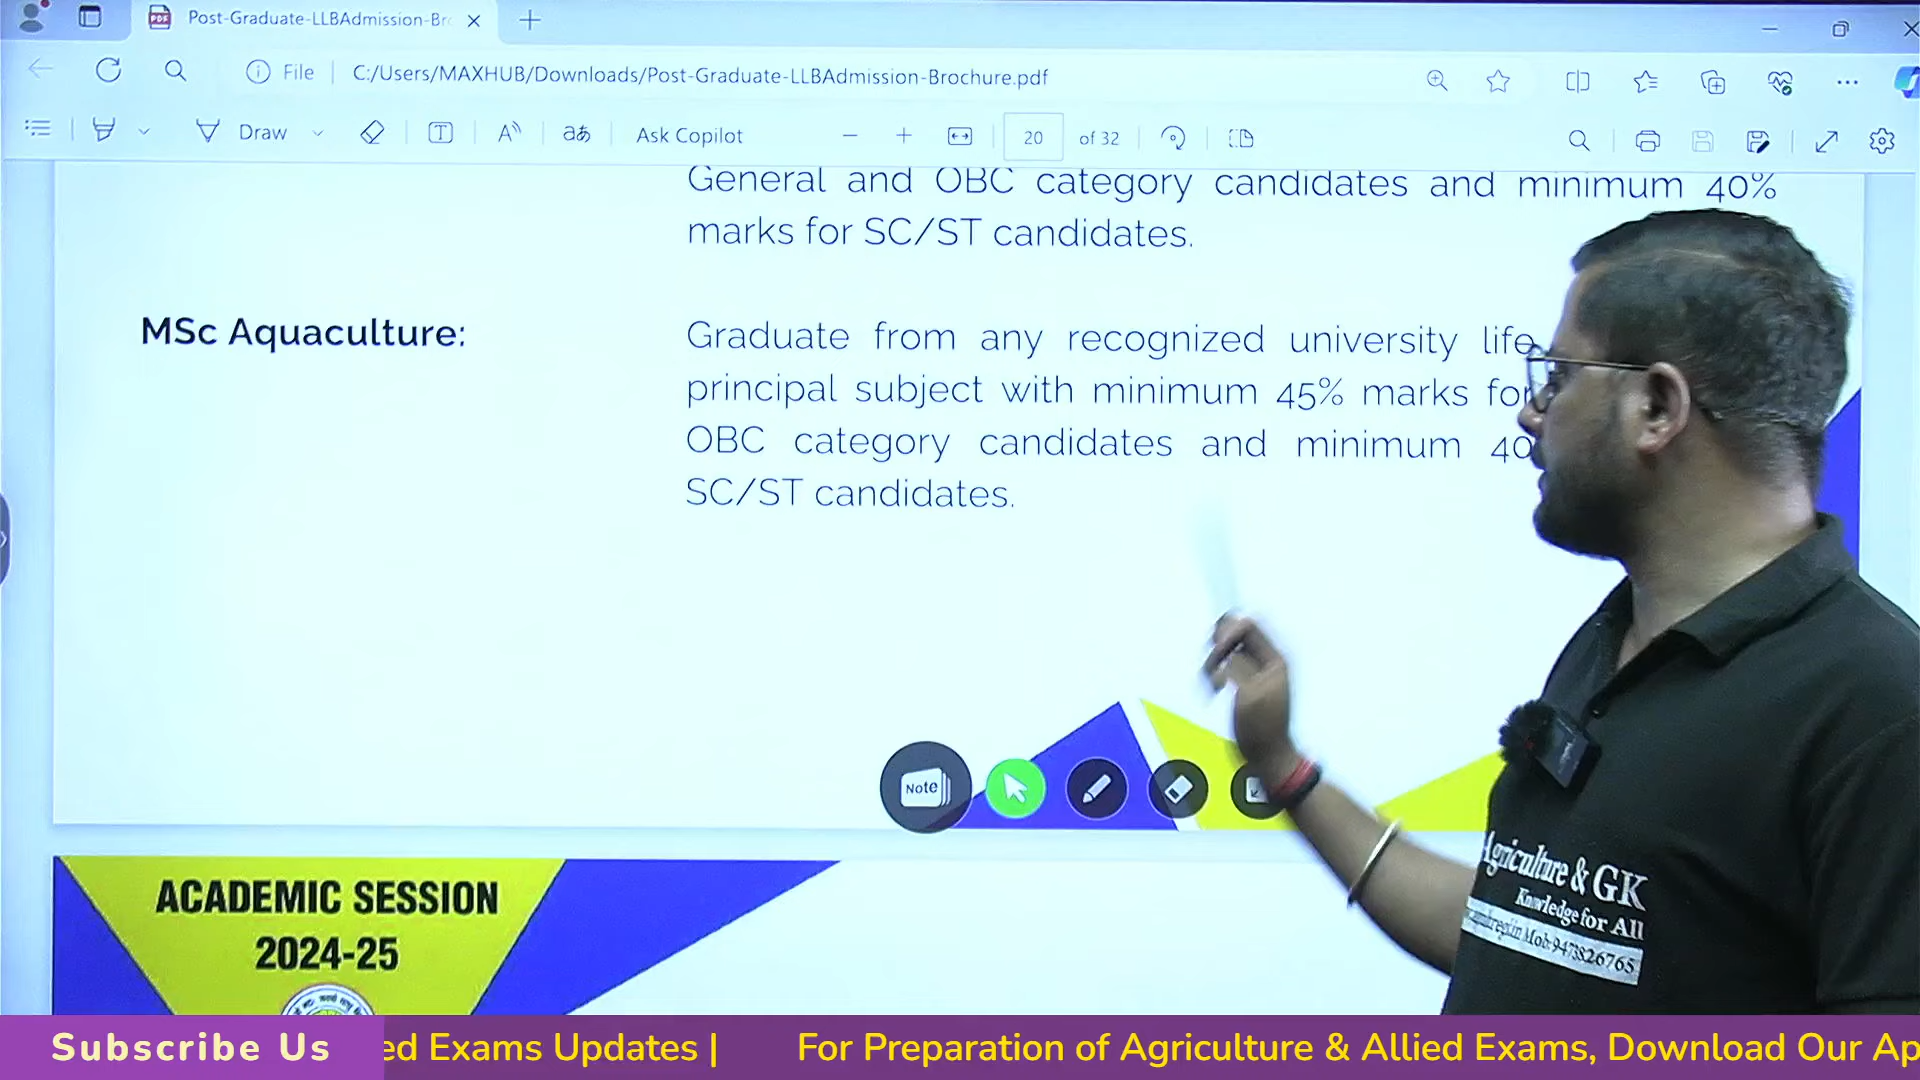 Post-Graduate-LLBAdmission-Br
File
C:/Users/MAXHUB/Downloads/Post-Graduate-LLBAdmission-Brochure.pdf
Draw
aあ
Ask Copilot
20
of 32
General and OBC category candidates and minimum 40%
marks for SC/ST candidates.
MSc Aquaculture:
Graduate from any recognized university life
principal subject with minimum 45% marks for
OBC category candidates and minimum 40
SC/ST candidates.
Note
ACADEMIC SESSION
2024-25
Agriculture & GK
Knowledge for All
Mob:9473826765
Subscribe Us
ed Exams Updates |
For Preparation of Agriculture & Allied Exams, Download Our Ap